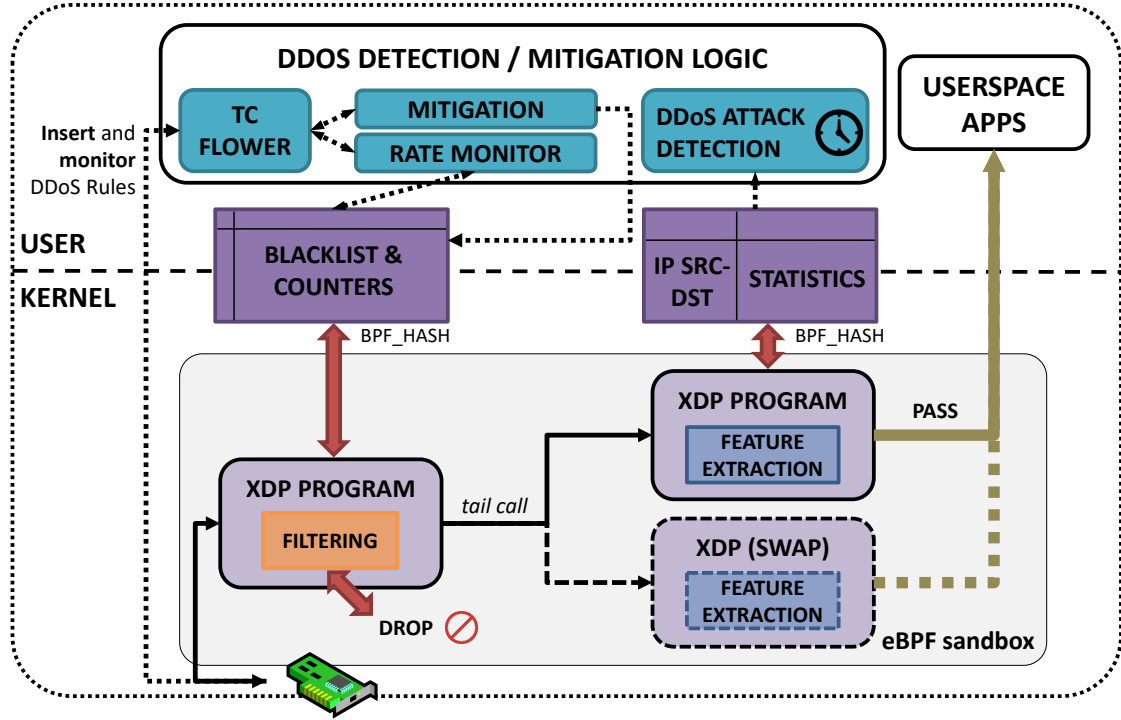 DDOS DETECTION / MITIGATION LOGIC
TC
FLOWER
MITIGATION
RATE MONITOR
DDoS ATTACK
DETECTION
USERSPACE
APPS
Insert and
monitor
DDoS Rules
USER
KERNEL
BLACKLIST &
COUNTERS
IP SRC-
DST
STATISTICS
BPF_HASH
BPF_HASH
XDP PROGRAM
FEATURE
EXTRACTION
PASS
XDP PROGRAM
FILTERING
tail call
DROP
XDP (SWAP)
FEATURE
EXTRACTION
eBPF sandbox